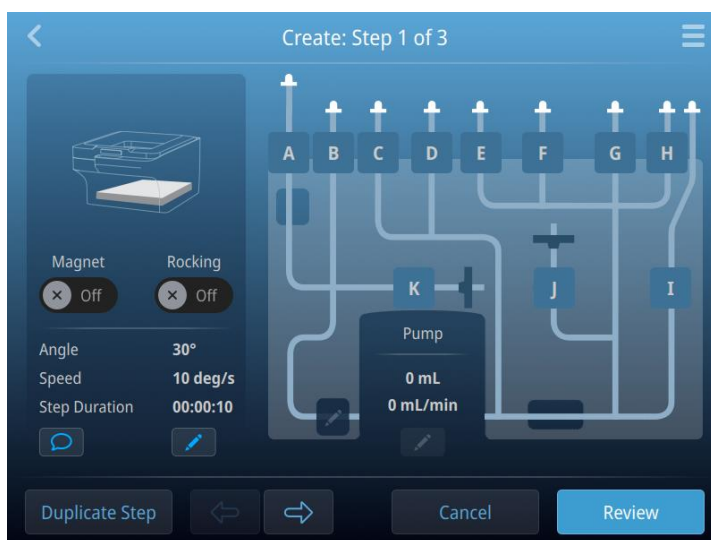 Create: Step 1 of 3
A B C D E F G H
Magnet Rocking
Off Off
K J I
Pump
Angle 30°
Speed 10 deg/s
Step Duration 00:00:10
0 mL
0 mL/min
Duplicate Step Cancel Review